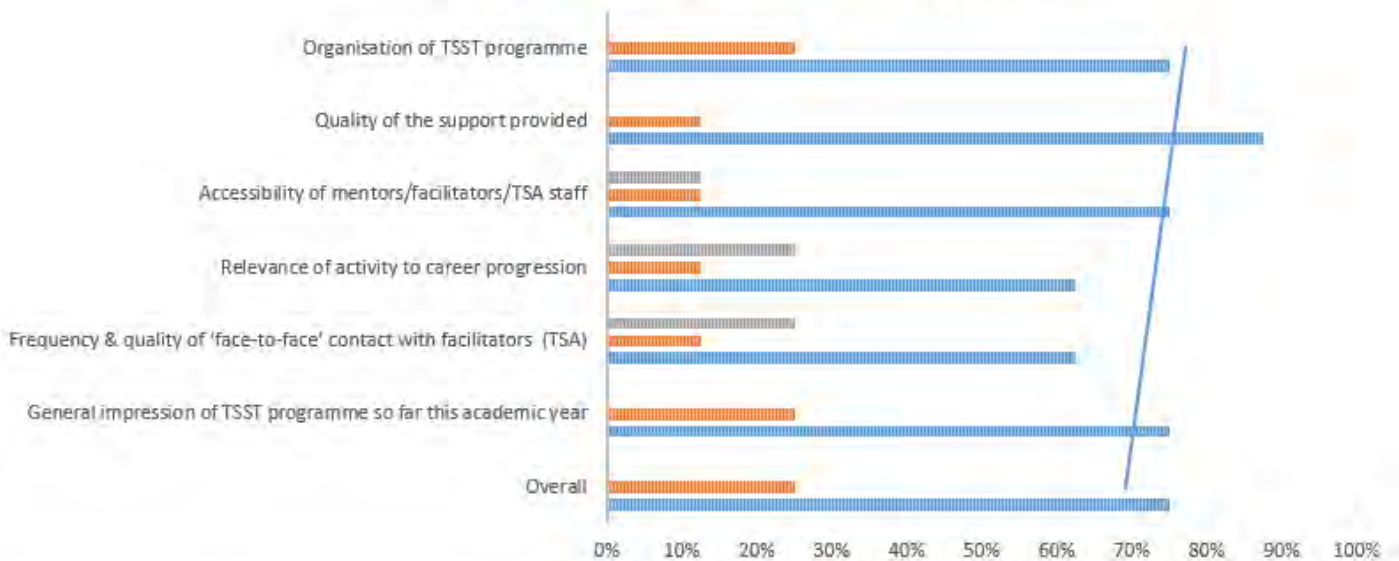 Organisation of TSST programme
Quality of the support provided
Accessibility of mentors/facilitators/TSA staff
Relevance of activity to career progression
Frequency & quality of 'face-to-face' contact with facilitators (TSA)
General impression of TSST programme so far this academic year
Overall
0% 10% 20% 30% 40% 50% 60% 70% 80% 90% 100%